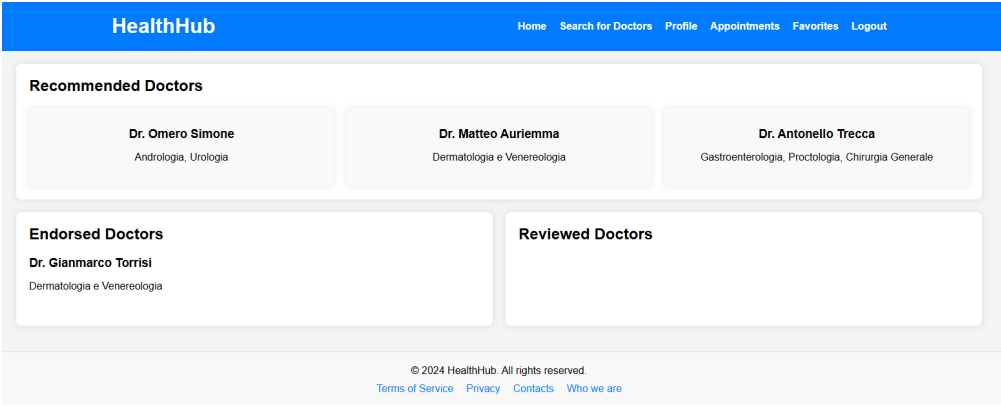 HealthHub
Home Search for Doctors Profile Appointments Favorites Logout
Recommended Doctors
Dr. Omero Simone
Andrologia, Urologia
Dr. Matteo Auriemma
Dermatologia e Venereologia
Dr. Antonello Trecca
Gastroenterologia, Proctologia, Chirurgia Generale
Endorsed Doctors
Dr. Gianmarco Torrisi
Dermatologia e Venereologia
Reviewed Doctors
© 2024 HealthHub. All rights reserved.
Terms of Service Privacy Contacts Who we are